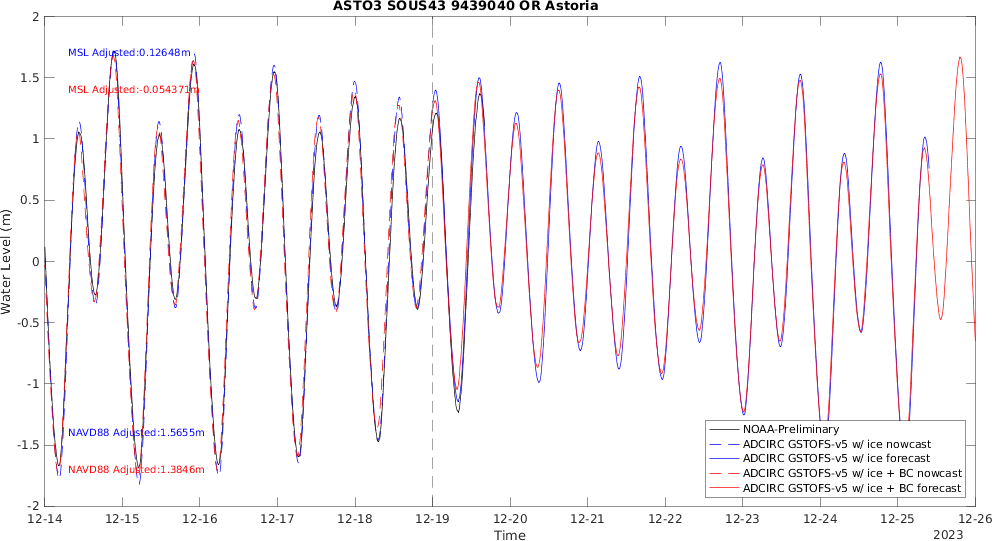 ASTO3 SOUS43 9439040 OR Astoria
2
1.5
1
0.5
0
-0.5
-1
-1.5
-2
Water Level (m)
MSL Adjusted:0.12648m
MSL Adjusted:-0.054371m
NAVD88 Adjusted:1.5655m
NAVD88 Adjusted:1.3846m
NOAA-Preliminary
ADCIRC GSTOFS-v5 w/ ice nowcast
ADCIRC GSTOFS-v5 w/ ice forecast
ADCIRC GSTOFS-v5 w/ ice + BC nowcast
ADCIRC GSTOFS-v5 w/ ice + BC forecast
12-14 12-15 12-16 12-17 12-18 12-19 12-20 12-21 12-22 12-23 12-24 12-25 12-26
Time
2023